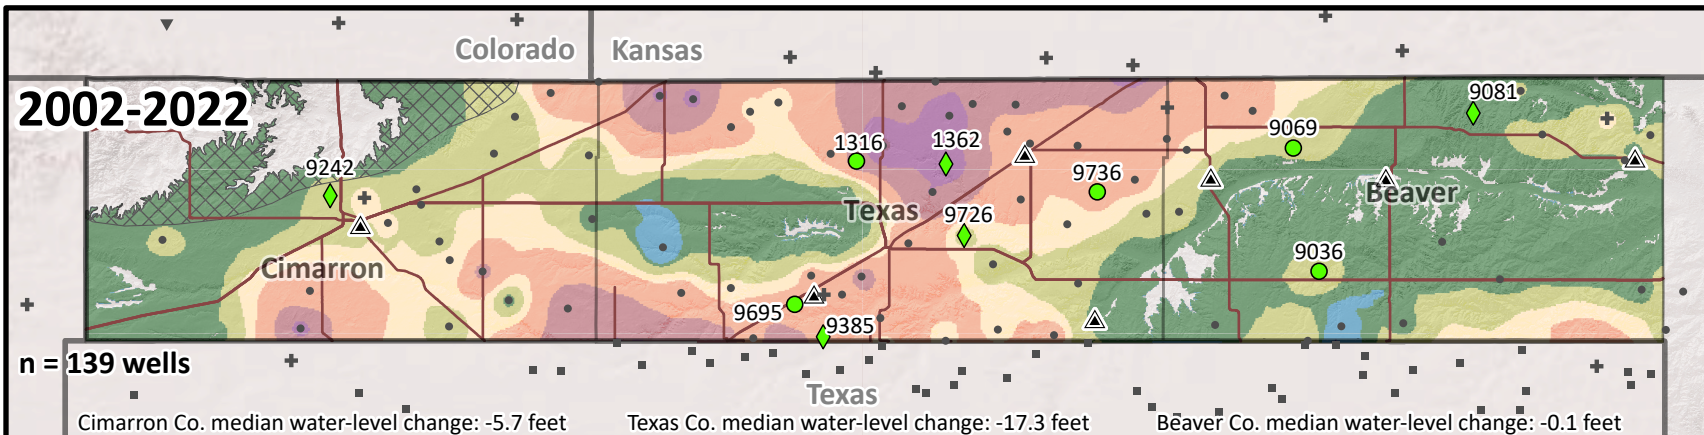 Colorado
Kansas
2002-2022
9081
9069
1316
1362
9242
9736
Beaver
Texas
9726
9036
Cimarron
9695
9385
n = 139 wells
Texas
Cimarron Co. median water-level change: -5.7 feet
Texas Co. median water-level change: -17.3 feet
Beaver Co. median water-level change: -0.1 feet